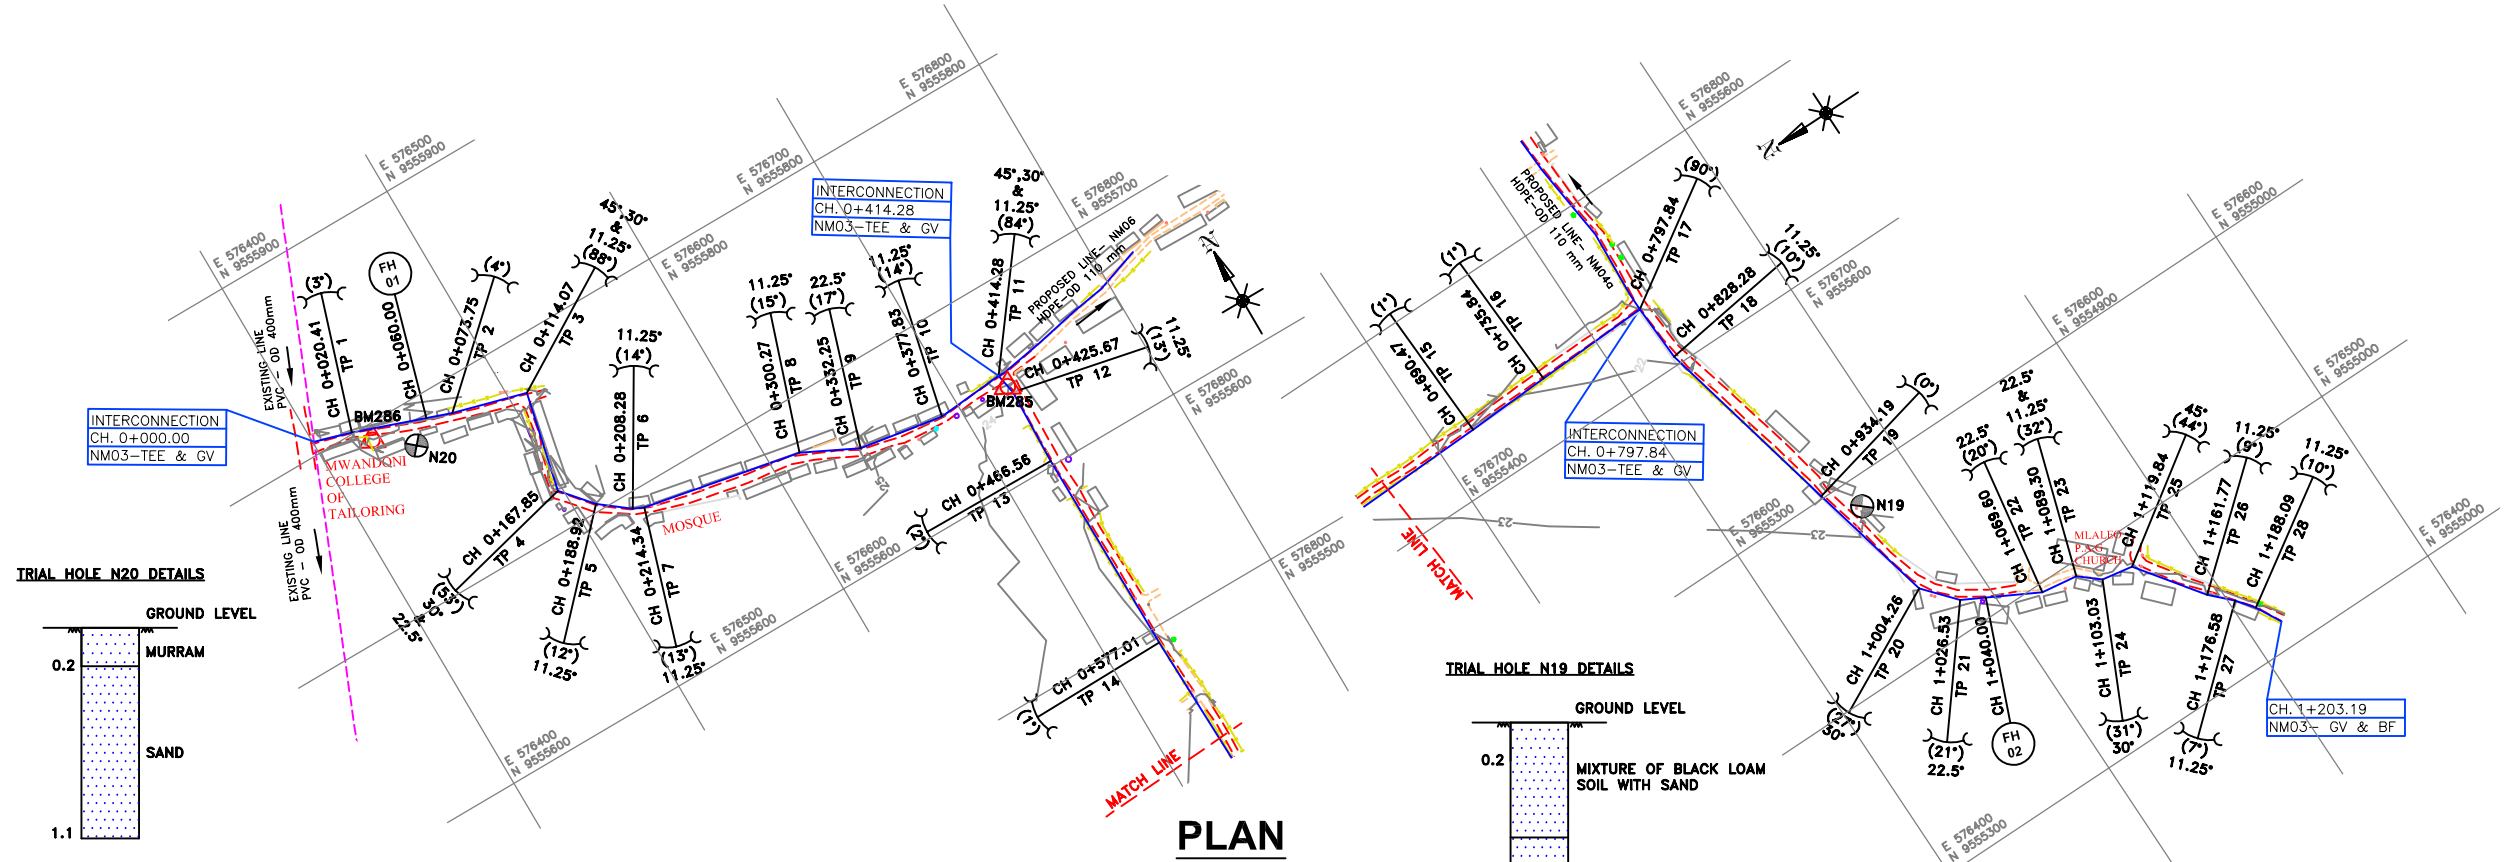 E 576400
N 9555900
E 576500
N 9555900
E 576600
N 9555800
E 576700
N 9555800
E 576800
N 9555800
E 576800
N 9555700
E 576800
N 9555600
E 576800
N 9555500
E 576600
N 9555600
E 576500
N 9555600
E 576400
N 9555600
EXISTING LINE
PVC - OD 400mm
EXISTING LINE
PVC - OD 400mm
INTERCONNECTION
CH. 0+000.00
NM03-TEE & GV
(3°)
CH 0+020.41
TP 1
FH
01
CH 0+060.00
(4°)
CH 0+073.75
TP 2
45°,30°
&
11.25°
(88°)
CH 0+114.07
TP 3
BM286
N20
MWANDONI
COLLEGE
OF
TAILORING
CH 0+167.85
TP 4
(53°)
22.5° & 30°
CH 0+188.92
TP 5
(12°)
11.25°
11.25°
(14°)
CH 0+208.28
TP 6
CH 0+214.34
TP 7
(13°)
11.25°
MOSQUE
11.25°
(15°)
CH 0+300.27
TP 8
22.5°
(17°)
CH 0+332.25
TP 9
11.25°
(14°)
CH 0+377.83
TP 10
25
INTERCONNECTION
CH. 0+414.28
NM03-TEE & GV
45°,30°
&
11.25°
(84°)
CH 0+414.28
TP 11
PROPOSED LINE- NM06
HDPE-OD 110 mm
N
BM285
24
CH 0+425.67
TP 12
11.25°
(13°)
CH 0+466.56
TP 13
(2°)
CH 0+577.01
TP 14
(1°)
MATCH LINE
TRIAL HOLE N20 DETAILS
GROUND LEVEL
MURRAM
0.2
SAND
1.1
PLAN
E 576800
N 9555600
E 576700
N 9555600
E 576600
N 9555000
E 576600
N 9554900
E 576500
N 9555000
E 576400
N 9555000
E 576700
N 9555400
E 576600
N 9555300
E 576400
N 9555300
N
PROPOSED LINE- NM04a
HDPE-OD 110 mm
(1°)
CH 0+690.47
TP 15
(1°)
CH 0+735.84
TP 16
(90°)
CH 0+797.84
TP 17
11.25°
(10°)
CH 0+828.28
TP 18
22
INTERCONNECTION
CH. 0+797.84
NM03-TEE & GV
MATCH LINE
23
23
(0°)
CH 0+934.19
TP 19
N19
CH 1+004.26
TP 20
(27°)
30°
CH 1+026.53
TP 21
(21°)
22.5°
CH 1+040.00
FH
02
22.5°
(20°)
CH 1+069.60
TP 22
22.5°
&
11.25°
(32°)
CH 1+089.30
TP 23
MLALEO
P.A.G
CHURCH
CH 1+103.03
TP 24
(31°)
30°
45°
(44°)
CH 1+119.84
TP 25
11.25°
(9°)
CH 1+161.77
TP 26
CH 1+176.58
TP 27
(7°)
11.25°
11.25°
(10°)
CH 1+188.09
TP 28
CH. 1+203.19
NM03- GV & BF
TRIAL HOLE N19 DETAILS
GROUND LEVEL
0.2
MIXTURE OF BLACK LOAM
SOIL WITH SAND